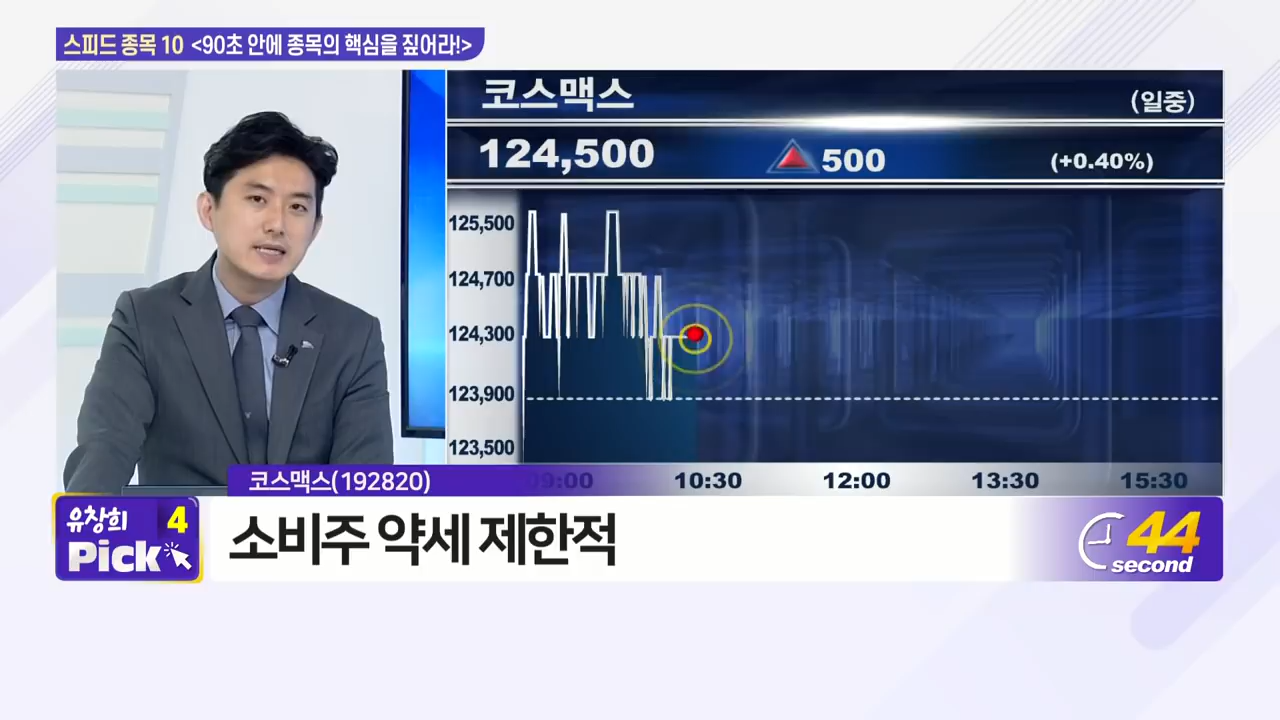 스피드 종목 10 <90초 안에 종목의 핵심을 짚어라!>
코스맥스 (일중)
124,500 ▲ 500 (+0.40%)
125,500
124,700
124,300
123,900
123,500
09:00 10:30 12:00 13:30 15:30
코스맥스(192820)
유창희 4
Pick
소비주 약세 제한적
44
second